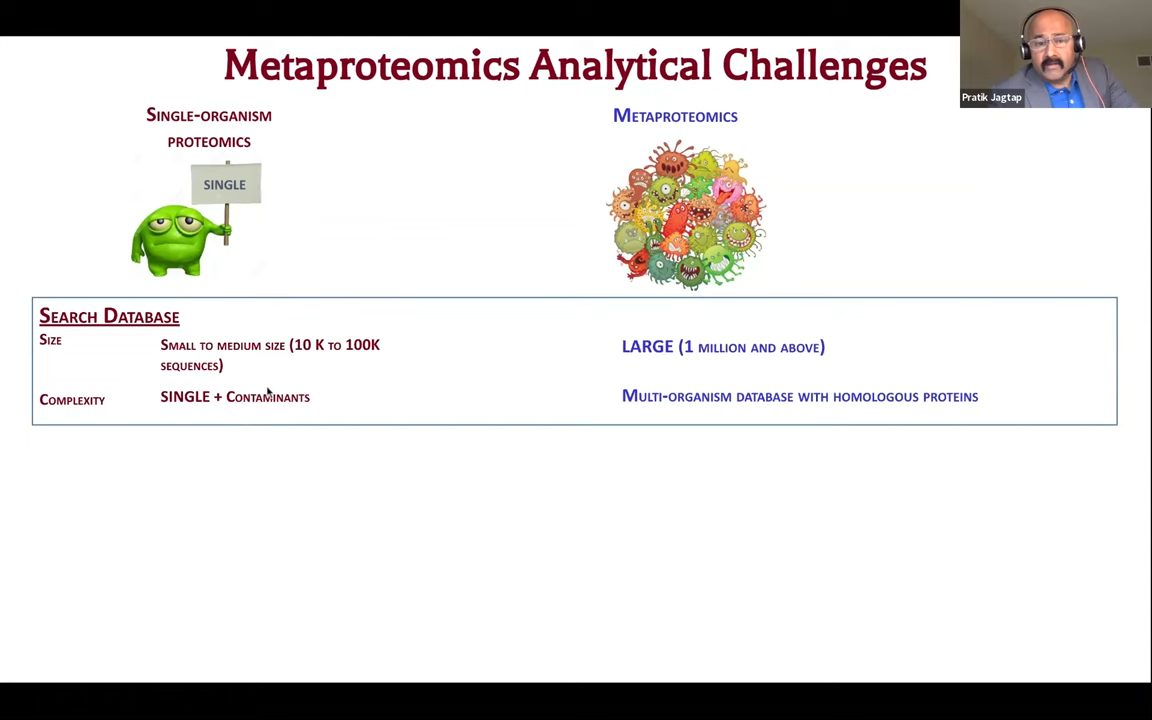 Metaproteomics Analytical Challenges
Pratik Jagtap
Single-organism
proteomics
SINGLE
Metaproteomics
Search Database
Size
Small to medium size (10 K to 100K
sequences)
LARGE (1 million and above)
Complexity
SINGLE + Contaminants
Multi-organism database with homologous proteins